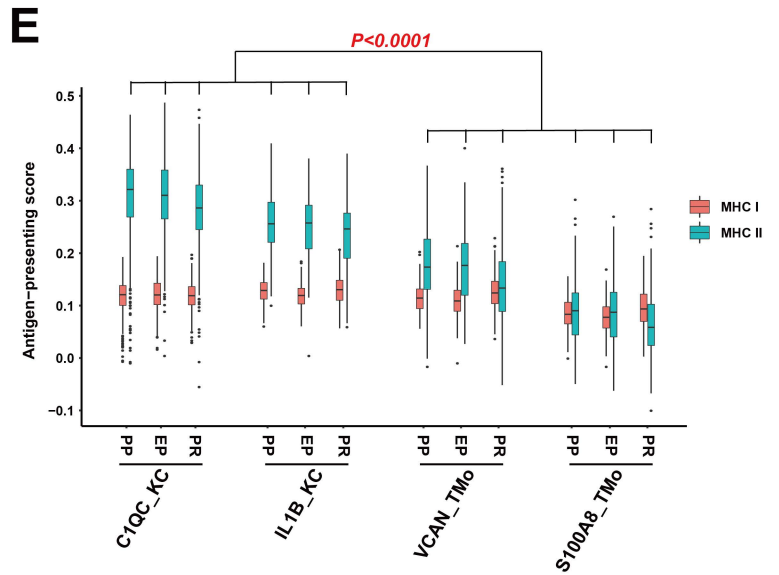 E
P<0.0001
Antigen−presenting score
0.5
0.4
0.3
0.2
0.1
0.0
−0.1
MHC I
MHC II
PP EP PR PP EP PR PP EP PR PP EP PR
C1QC_KC IL1B_KC VCAN_TMo S100A8_TMo